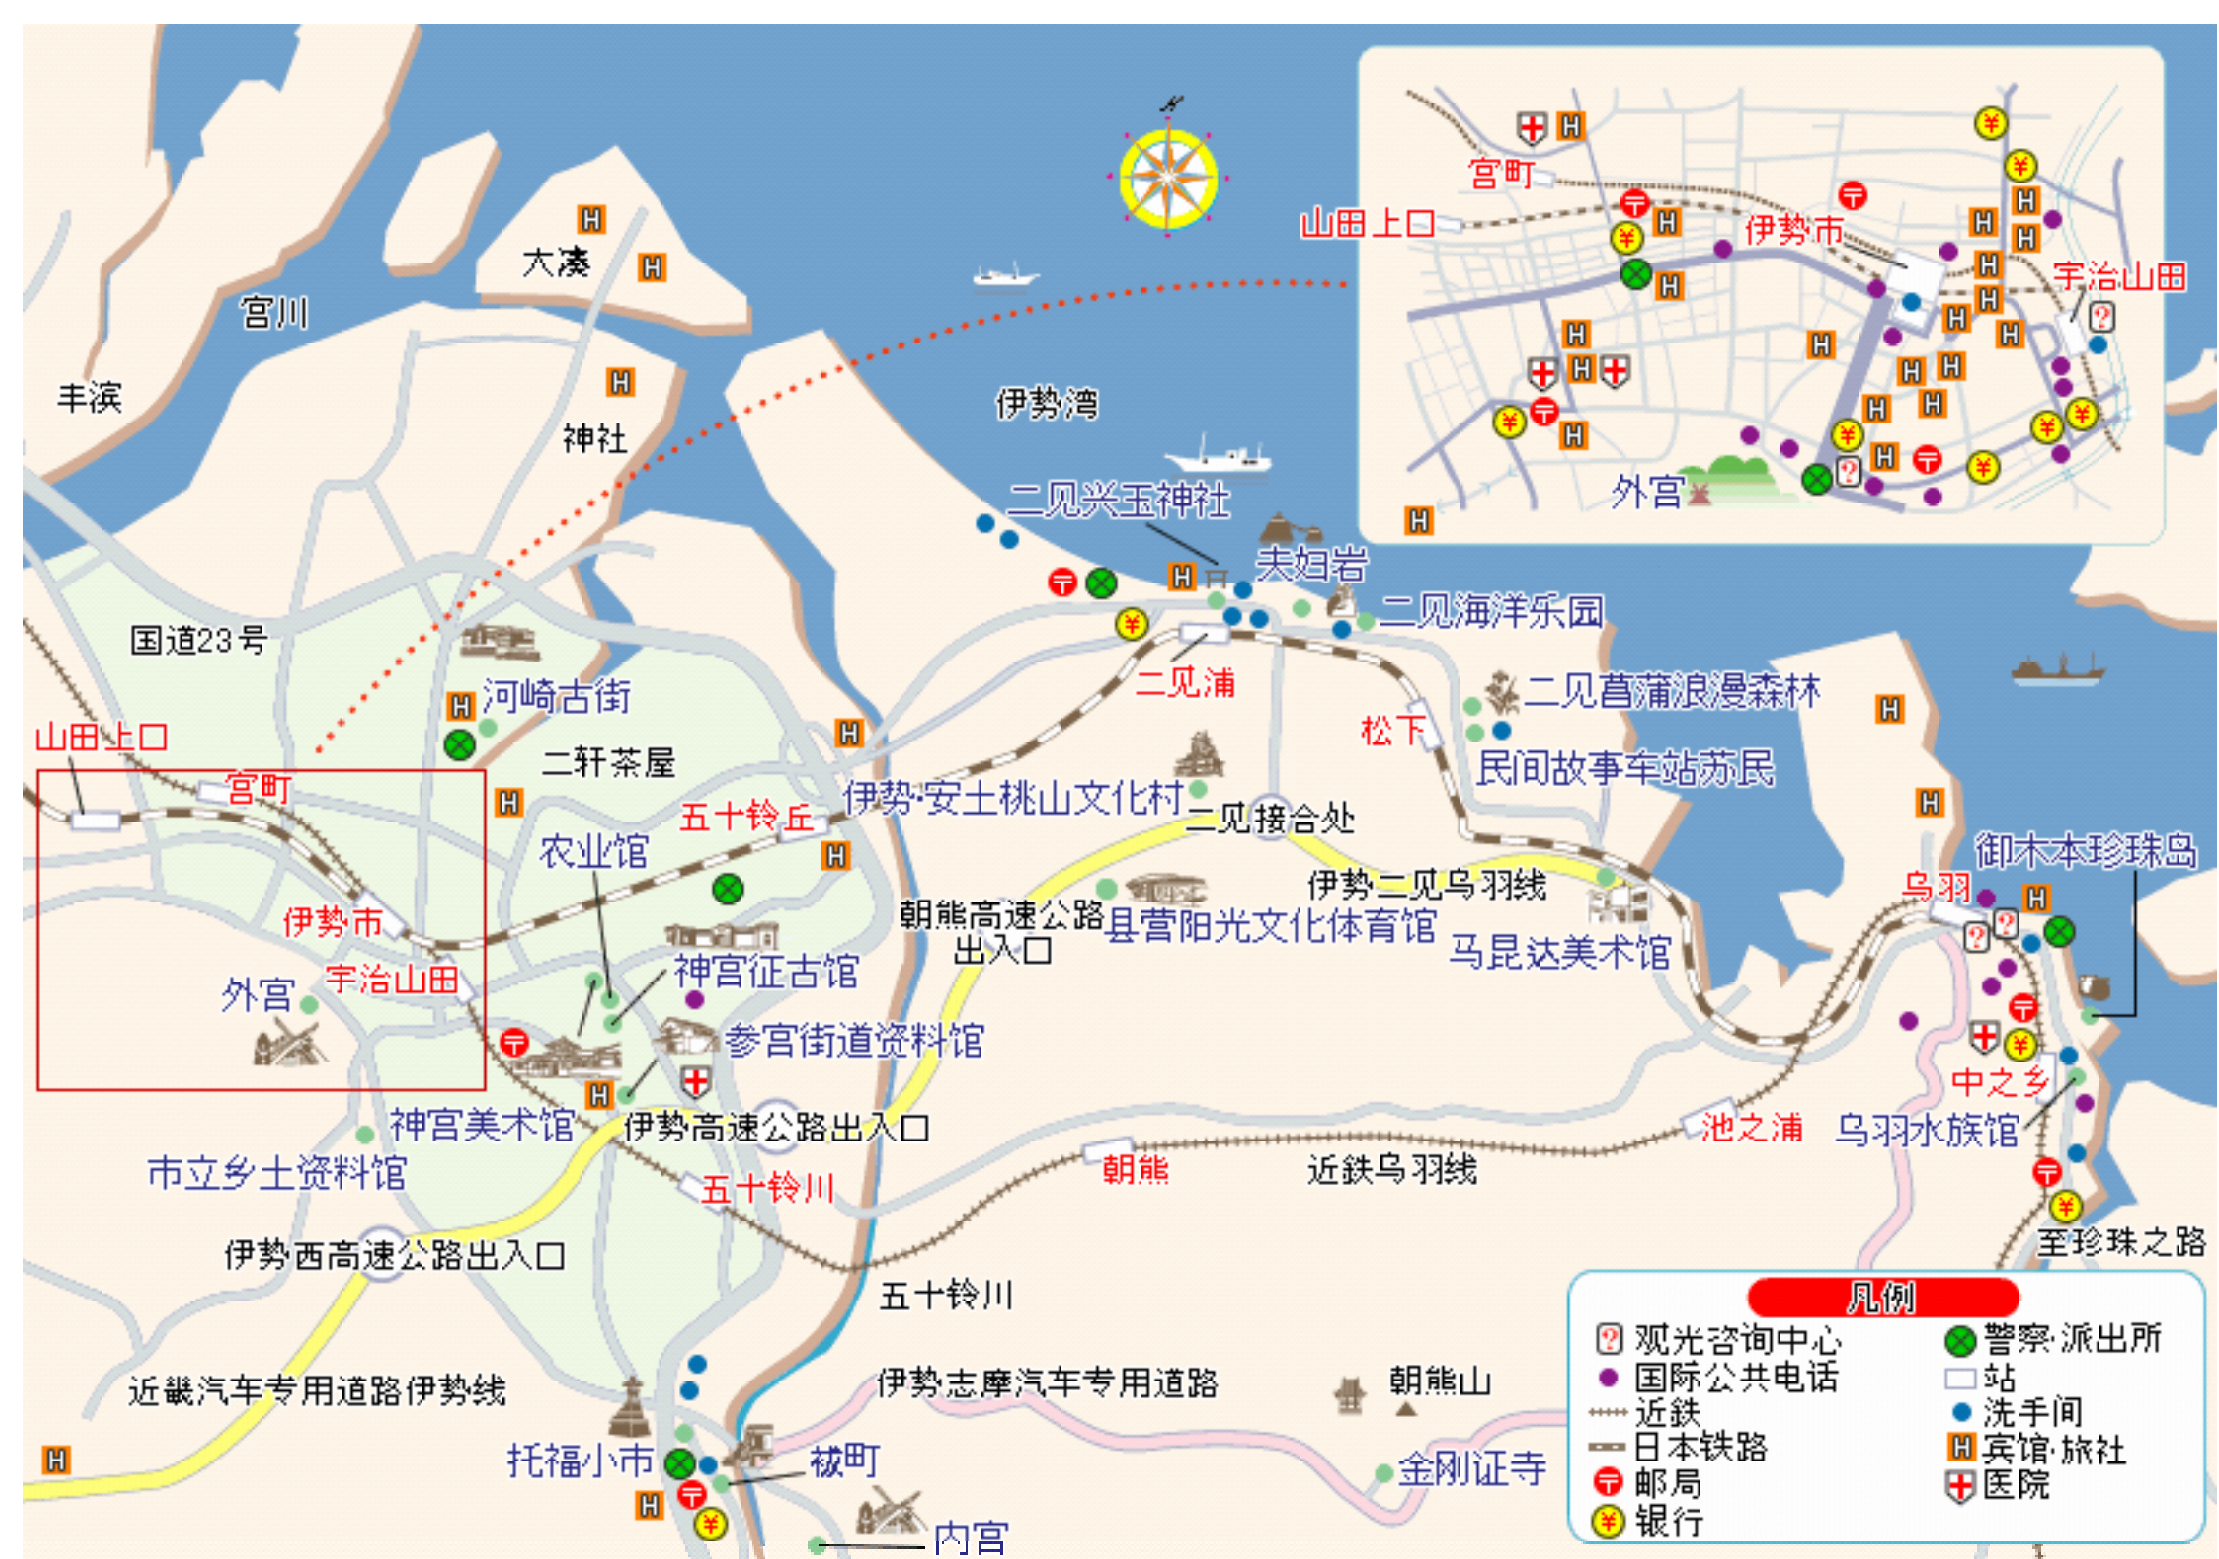 N
宫町
山田上口
伊势市
宇治山田
外宫
大凑
宫川
丰滨
神社
伊势湾
二见兴玉神社
夫妇岩
二见海洋乐园
国道23号
河崎古街
二见浦
二见菖蒲浪漫森林
松下
山田上口
二轩茶屋
民间故事车站苏民
宫町
伊势·安土桃山文化村
五十铃丘
二见接合处
农业馆
御木本珍珠岛
伊势二见鸟羽线
鸟羽
朝熊高速公路
出入口
县营阳光文化体育馆
伊势市
马昆达美术馆
神宫征古馆
宇治山田
外宫
参宫街道资料馆
中之乡
神宫美术馆
伊势高速公路出入口
池之浦
鸟羽水族馆
市立乡土资料馆
朝熊
近鉄鸟羽线
五十铃川
伊势西高速公路出入口
至珍珠之路
五十铃川
近畿汽车专用道路伊势线
伊势志摩汽车专用道路
朝熊山
托福小市
祓町
金刚证寺
内宫
凡例
观光咨询中心
警察·派出所
国际公共电话
站
近鉄
洗手间
日本铁路
宾馆·旅社
邮局
医院
银行